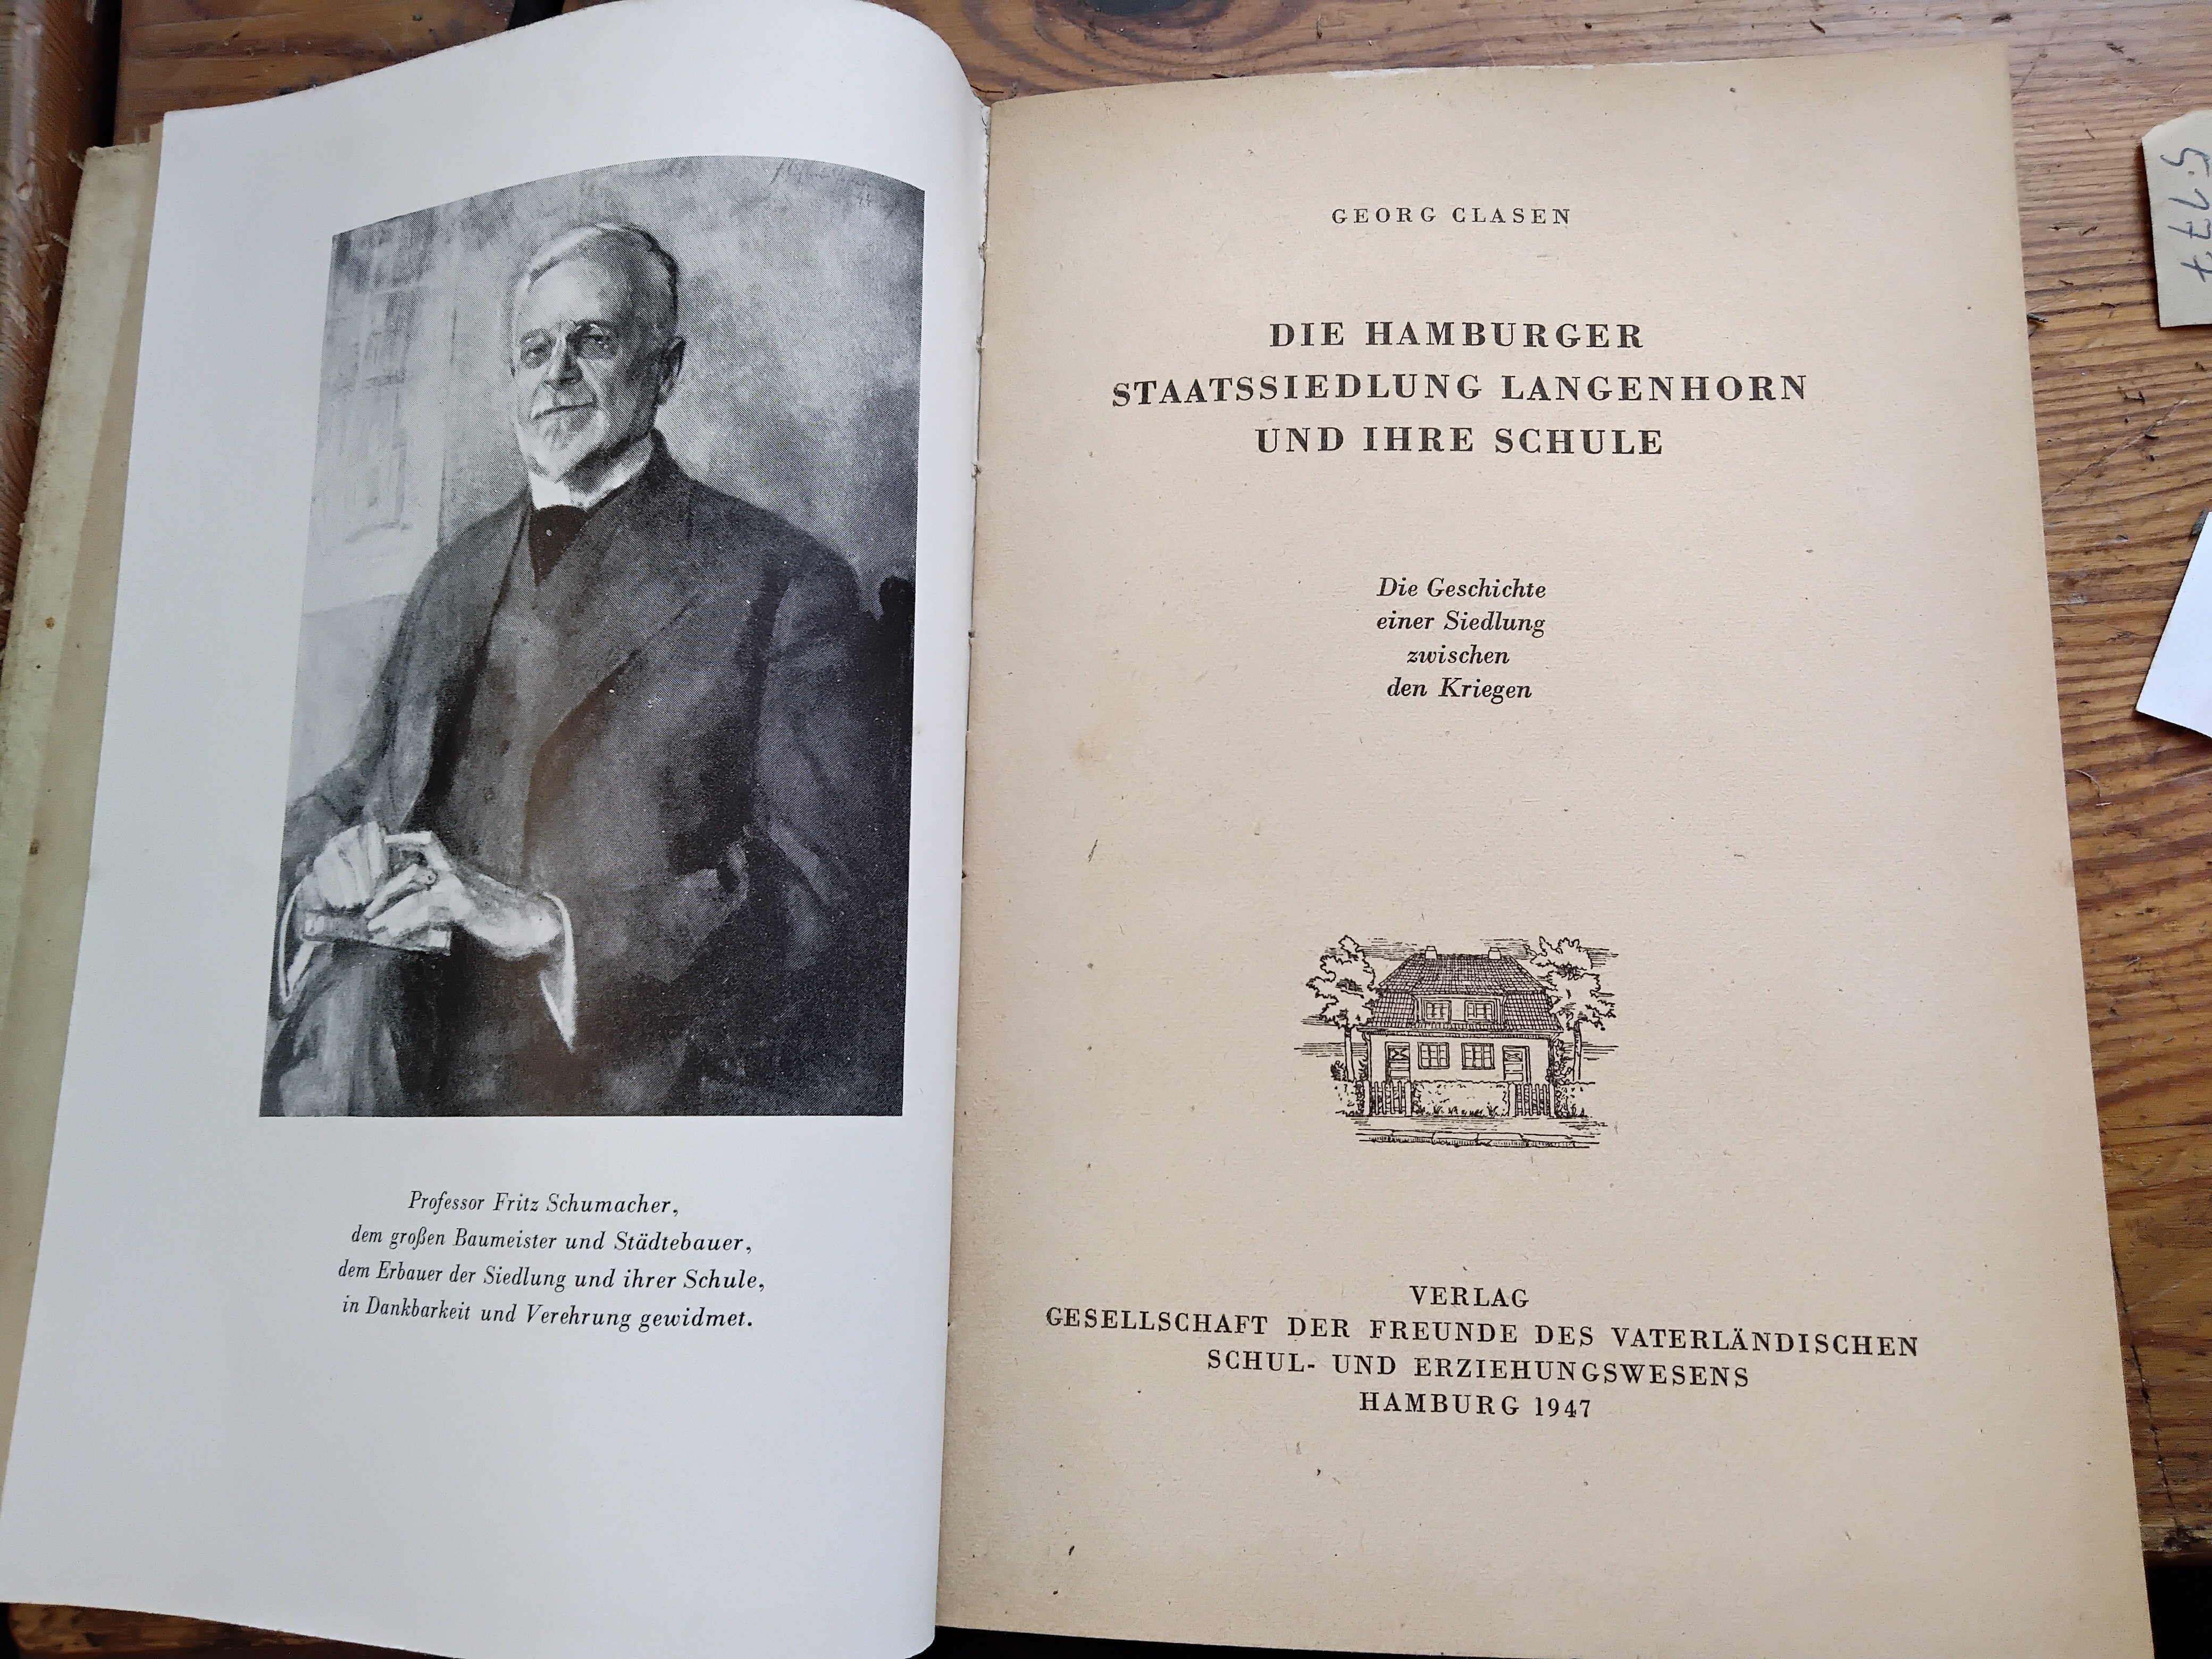 Professor Fritz Schumacher,
dem großen Baumeister und Städtebauer,
dem Erbauer der Siedlung und ihrer Schule,
in Dankbarkeit und Verehrung gewidmet.
GEORG CLASEN
DIE HAMBURGER
STAATSSIEDLUNG LANGENHORN
UND IHRE SCHULE
Die Geschichte
einer Siedlung
zwischen
den Kriegen
VERLAG
GESELLSCHAFT DER FREUNDE DES VATERLÄNDISCHEN
SCHUL- UND ERZIEHUNGSWESENS
HAMBURG 1947